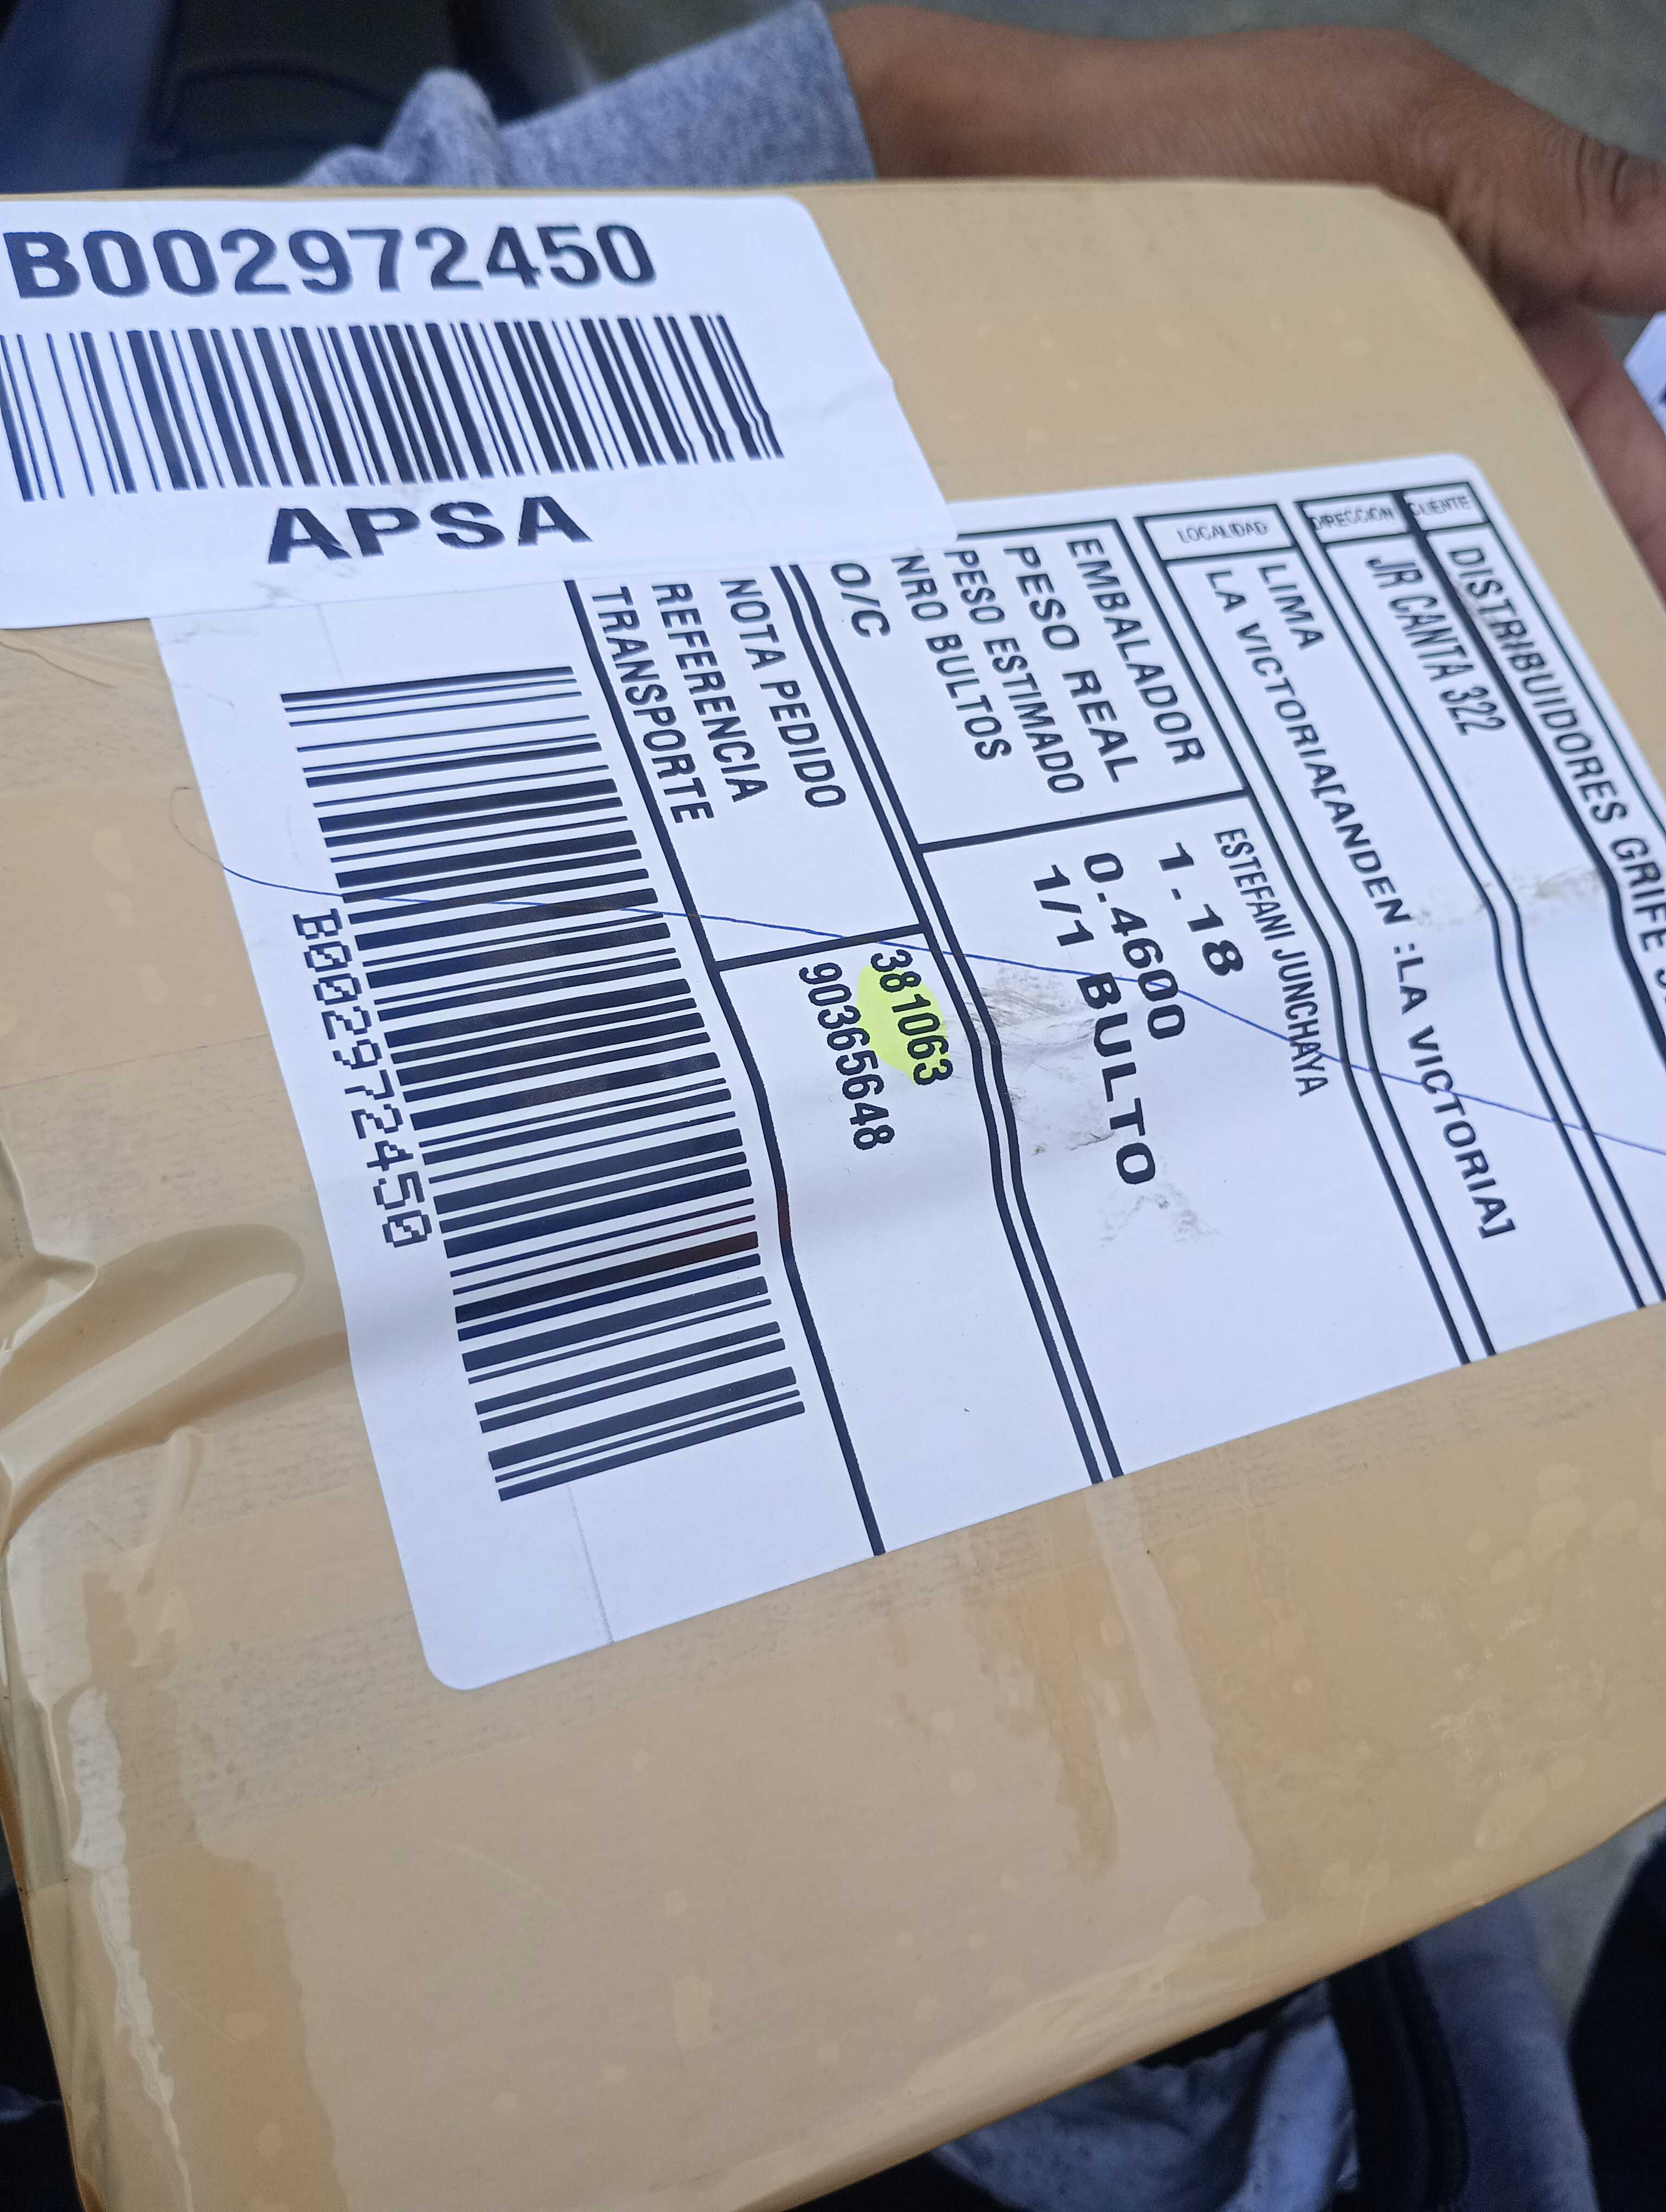 B002972450
APSA
CLIENTE DISTRIBUIDORES GRIFE
DIRECCIÓN JR CANTA 322
LOCALIDAD LIMA
LA VICTORIA[ANDEN :LA VICTORIA]
EMBALADOR ESTEFANI JUNCHAYA
PESO REAL 1.18
PESO ESTIMADO 0.4600
NRO BULTOS 1/1 BULTO
O/C
NOTA PEDIDO 381063
REFERENCIA 90365648
TRANSPORTE
B002972450